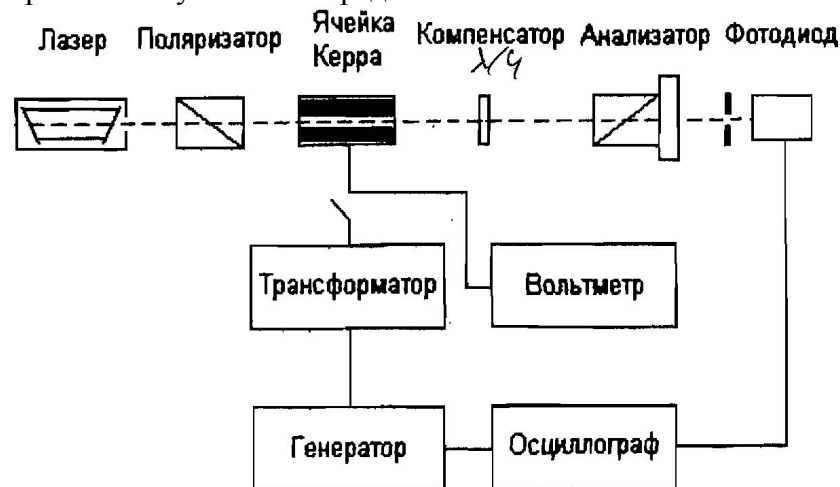 Лазер
Поляризатор
Ячейка
Керра
Компенсатор
λ/4
Анализатор
Фотодиод
Трансформатор
Вольтметр
Генератор
Осциллограф